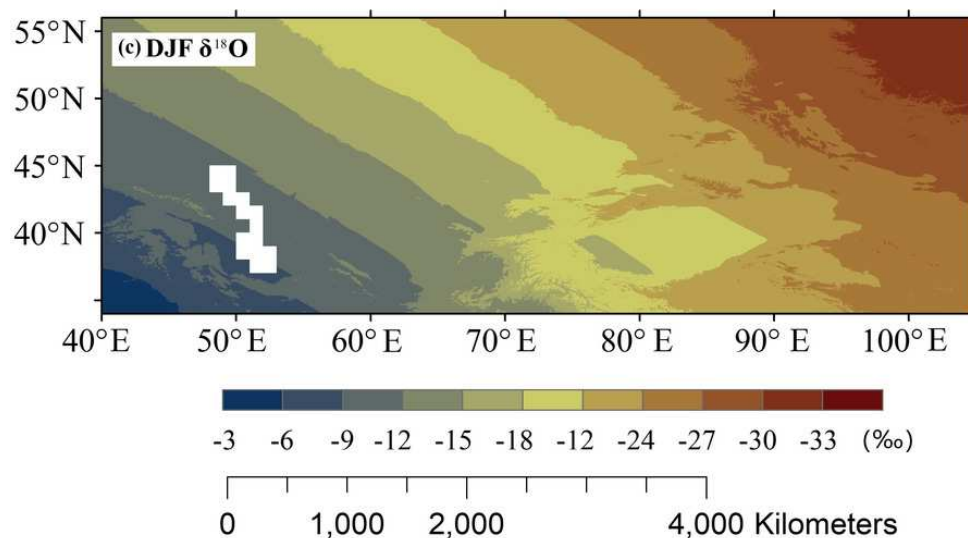 55°N
(c) DJF δ¹⁸O
50°N
45°N
40°N
40°E 50°E 60°E 70°E 80°E 90°E 100°E
-3 -6 -9 -12 -15 -18 -12 -24 -27 -30 -33 (‰)
0 1,000 2,000 4,000 Kilometers